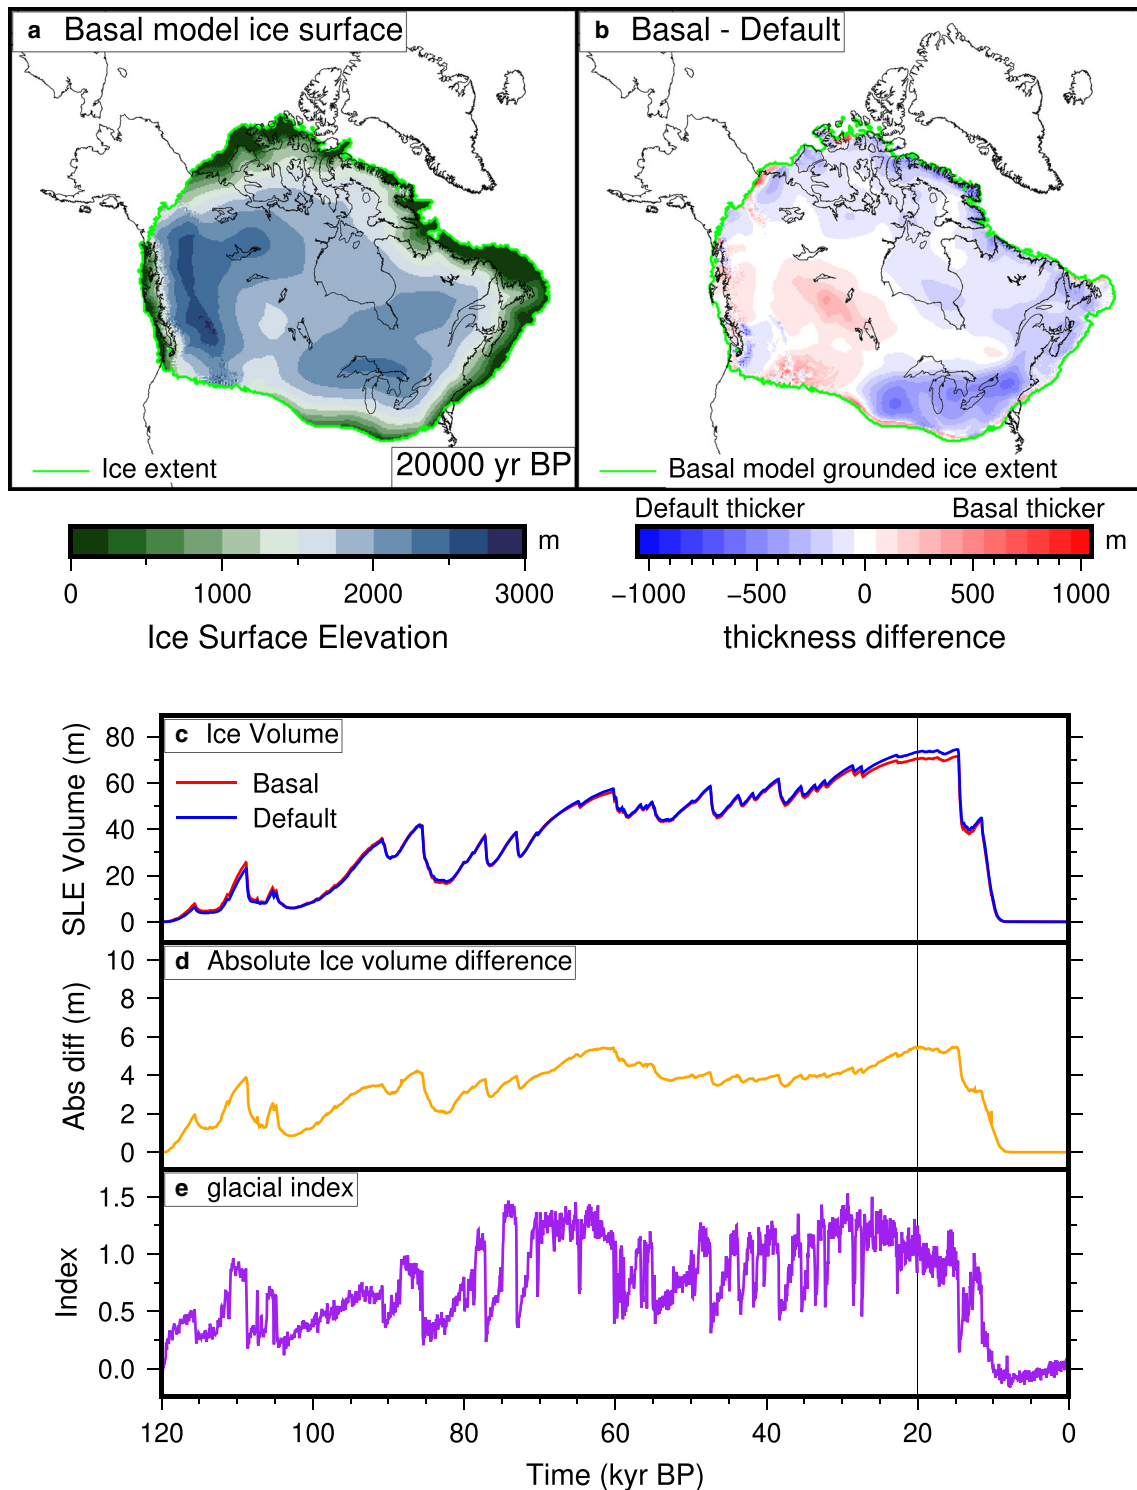 a Basal model ice surface
b Basal - Default
Ice extent
20000 yr BP
Basal model grounded ice extent
Default thicker
Basal thicker
m
m
0
1000
2000
3000
−1000
−500
0
500
1000
Ice Surface Elevation
thickness difference
c Ice Volume
Basal
Default
SLE Volume (m)
80
60
40
20
0
d Absolute Ice volume difference
Abs diff (m)
10
8
6
4
2
0
e glacial index
Index
1.5
1.0
0.5
0.0
120
100
80
60
40
20
0
Time (kyr BP)